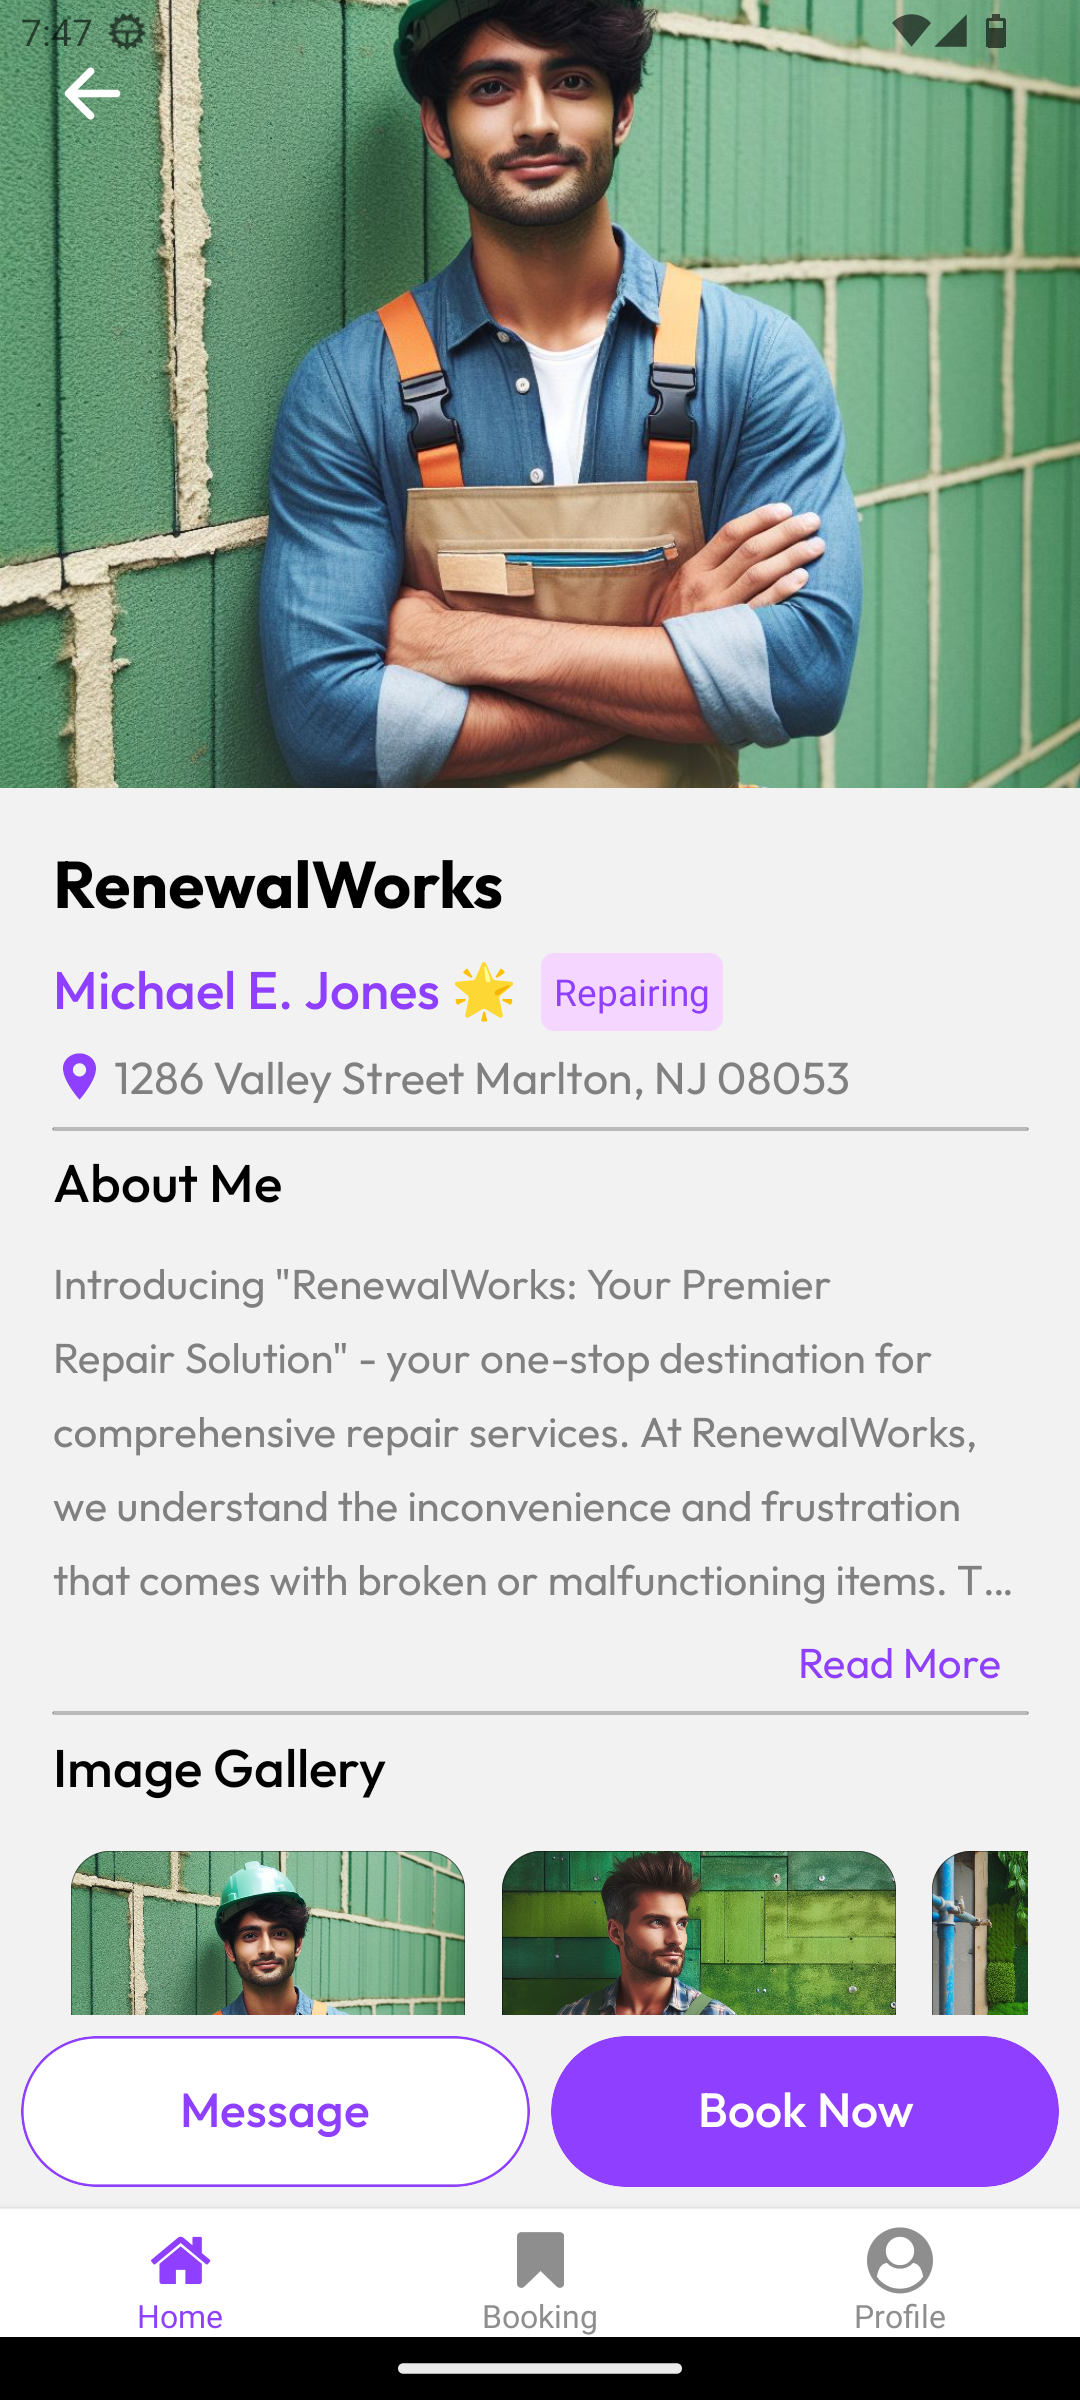 7:47
RenewalWorks
Michael E. Jones 🌟 Repairing
1286 Valley Street Marlton, NJ 08053
About Me
Introducing "RenewalWorks: Your Premier
Repair Solution" - your one-stop destination for
comprehensive repair services. At RenewalWorks,
we understand the inconvenience and frustration
that comes with broken or malfunctioning items. T...
Read More
Image Gallery
Message Book Now
Home Booking Profile